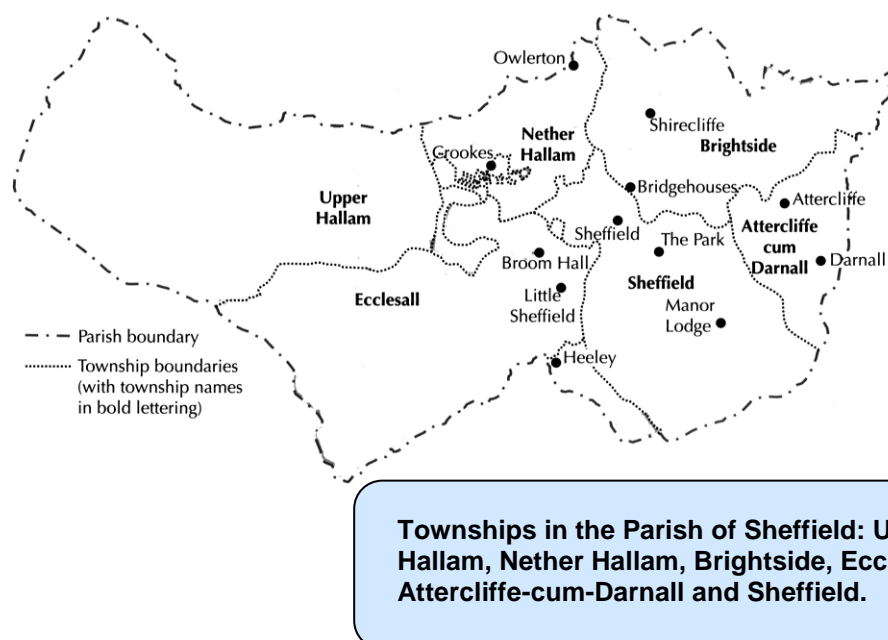 Owlerton
Nether
Hallam
Shirecliffe
Brightside
Crookes
Upper
Hallam
Bridgehouses
Attercliffe
Sheffield
The Park
Attercliffe
cum
Darnall
Broom Hall
Darnall
Ecclesall
Little
Sheffield
Sheffield
Manor
Lodge
Heeley
Parish boundary
Township boundaries
(with township names
in bold lettering)
Townships in the Parish of Sheffield:
Hallam, Nether Hallam, Brightside,
Attercliffe-cum-Darnall and Sheffield.